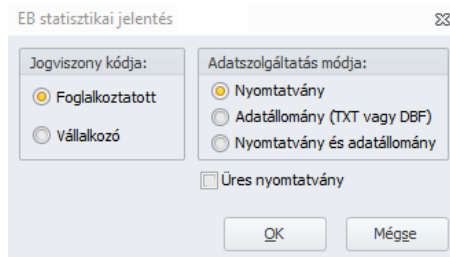 EB statisztikai jelentés
Jogviszony kódja:
Foglalkoztatott
Vállalkozó
Adatszolgáltatás módja:
Nyomtatvány
Adatállomány (TXT vagy DBF)
Nyomtatvány és adatállomány
Üres nyomtatvány
OK
Mégse